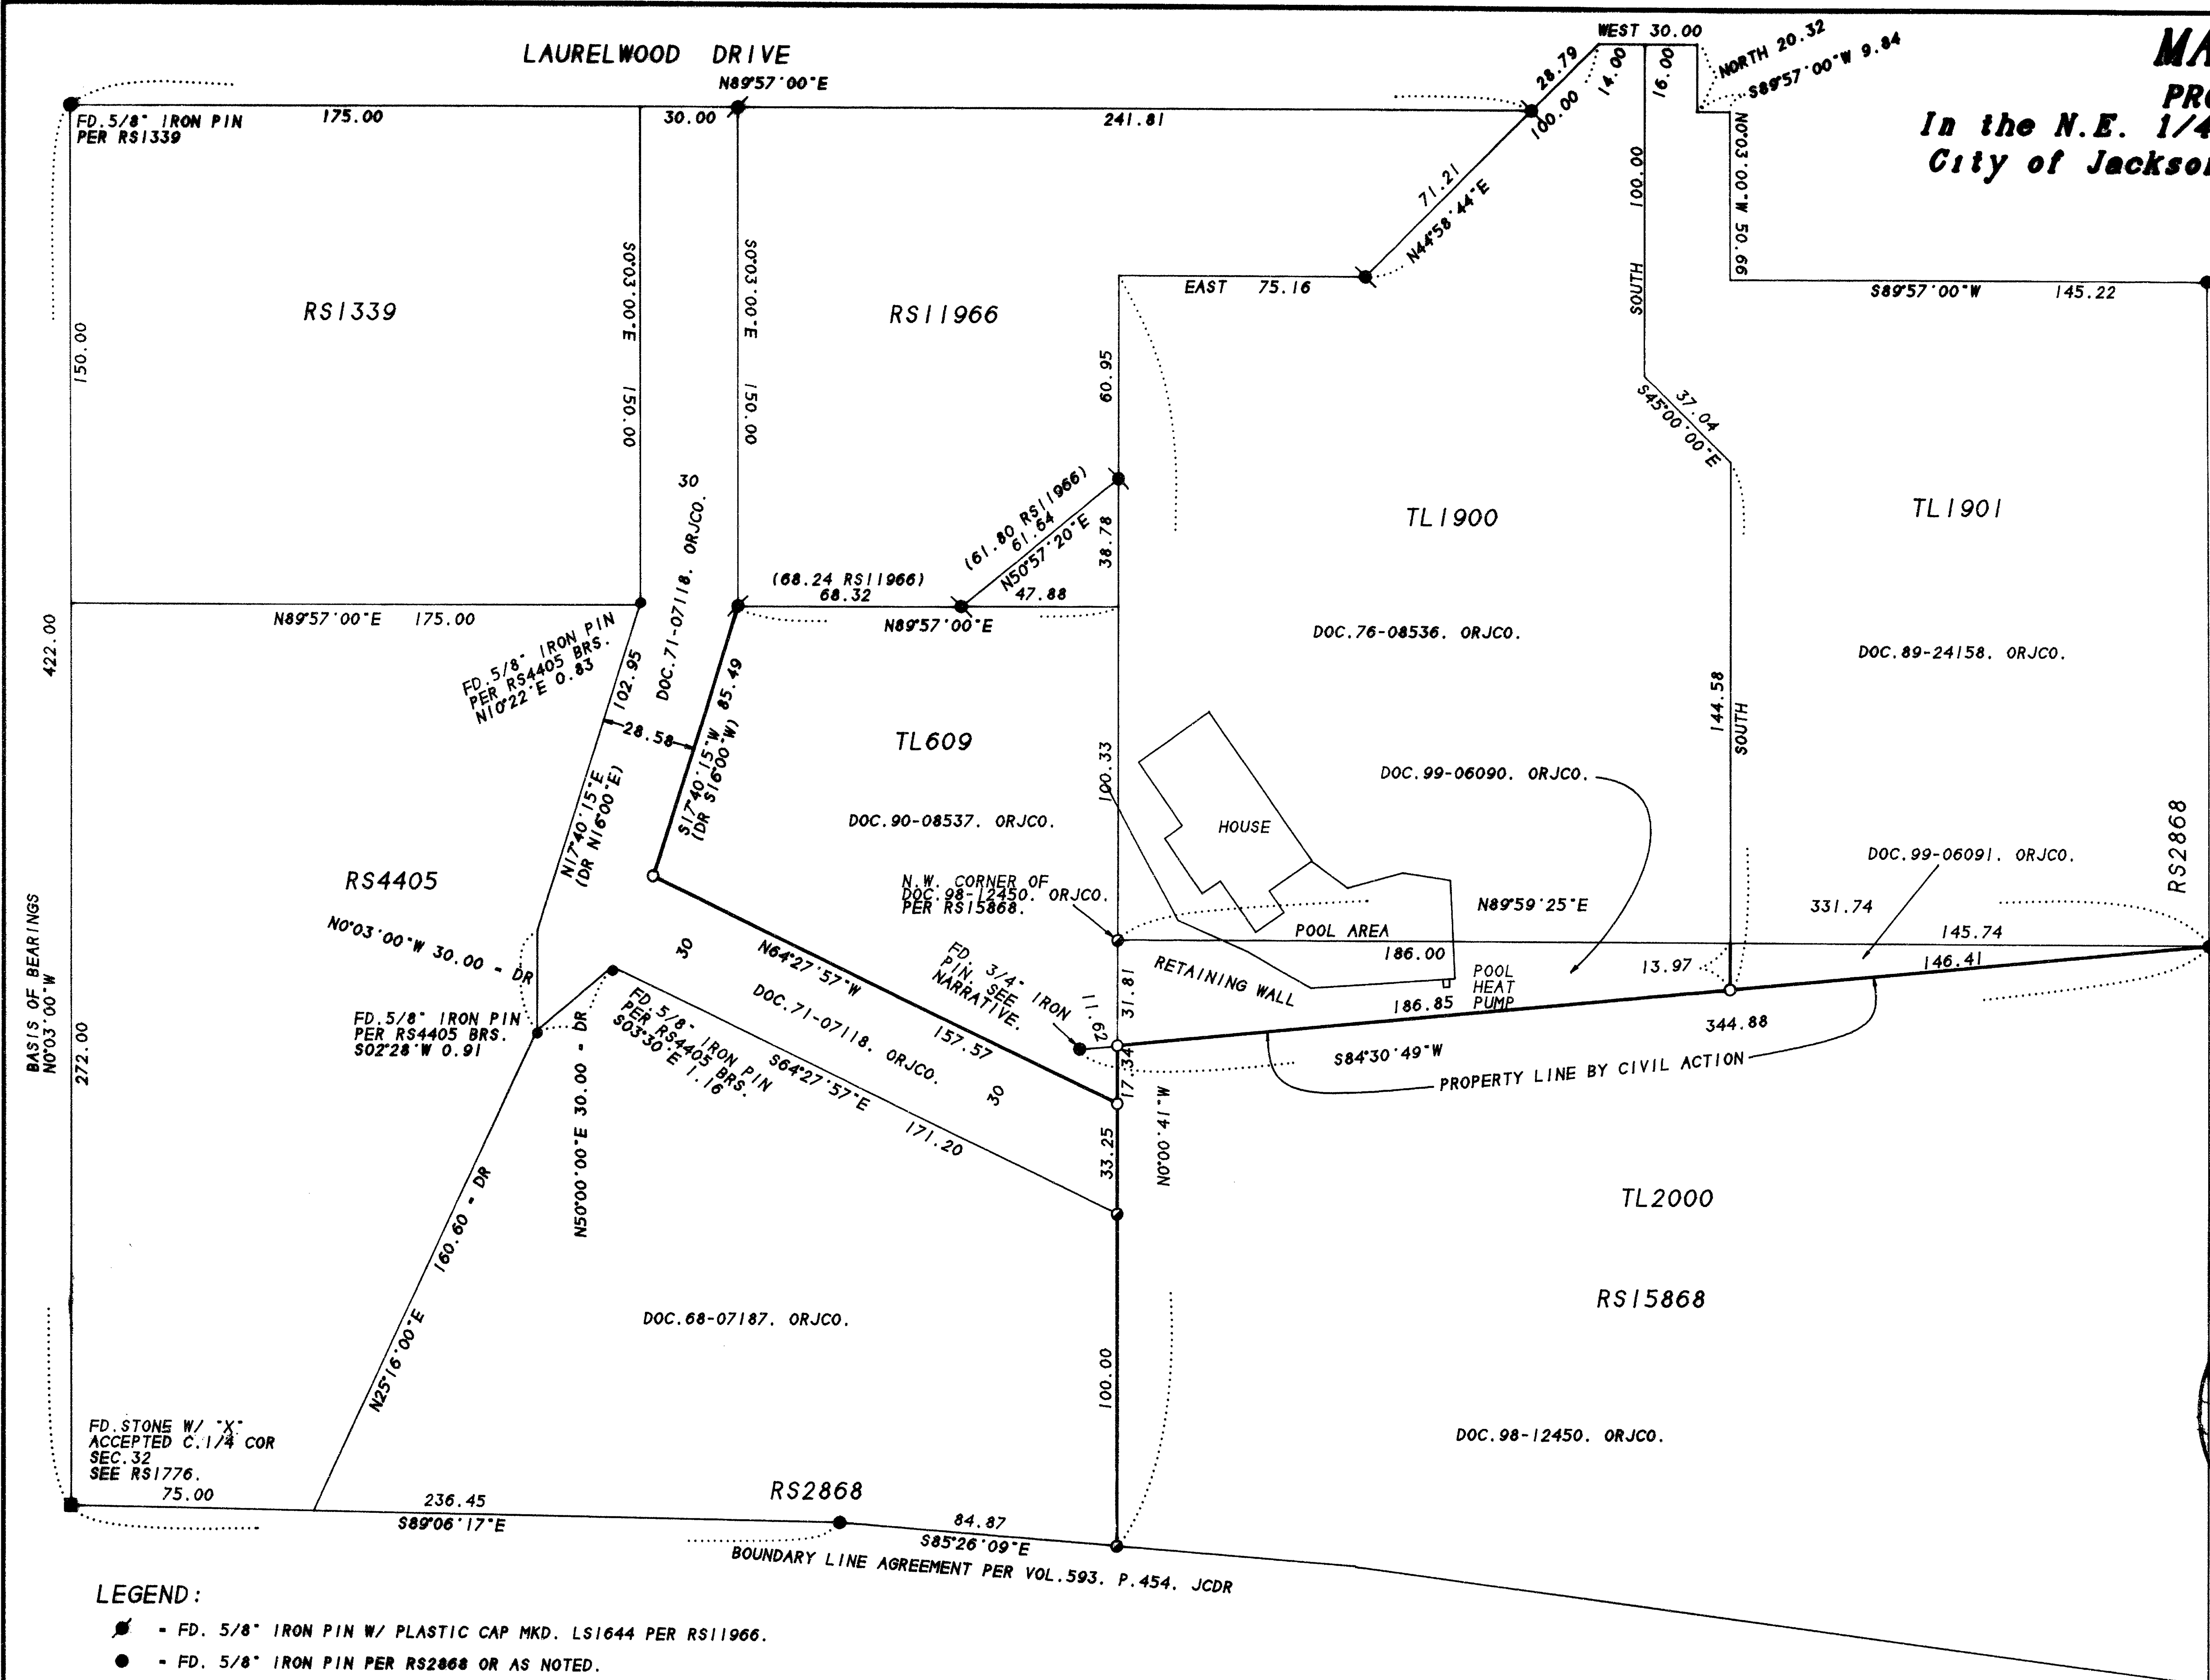 LAURELWOOD DRIVE
N89°57'00"E
WEST 30.00
NORTH 20.32
S89°57'00"W 9.84
MA
PRO
In the N.E. 1/4
City of Jackson
FD. 5/8" IRON PIN
PER RS1339
175.00
30.00
241.81
28.79
100.00
14.00
16.00
71.21
N44°58'44"E
SOUTH 100.00
N0°03'00"W 50.66
S89°57'00"W 145.22
EAST 75.16
RS1339
S0°03'00"E 150.00
S0°03'00"E 150.00
RS11966
150.00
60.95
37.04
S45°00'00"E
30
DOC.71-07118. ORJCO.
(61.80 RS11966)
61.64
N50°57'20"E
38.78
TL1900
TL1901
(68.24 RS11966)
68.32
47.88
N89°57'00"E
N89°57'00"E 175.00
FD. 5/8" IRON PIN
PER RS4405 BRS.
N10°22'E 0.83
DOC.76-08536. ORJCO.
DOC.89-24158. ORJCO.
422.00
102.95
28.58
S17°40'15"W 85.49
(DR S16°00'W)
N17°40'15"E
(DR N16°00'E)
TL609
144.58
SOUTH
100.33
DOC.99-06090. ORJCO.
DOC.90-08537. ORJCO.
HOUSE
DOC.99-06091. ORJCO.
RS2868
RS4405
N.W. CORNER OF
DOC.98-12450. ORJCO.
PER RS15868.
N89°59'25"E
331.74
N0°03'00"W 30.00 - DR
BASIS OF BEARINGS
N0°03'00"W
272.00
30
N64°27'57"W
157.57
POOL AREA
186.00
145.74
146.41
13.97
FD. 3/4" IRON
PIN. SEE
NARRATIVE.
11.62
31.81
RETAINING WALL
POOL
HEAT
PUMP
186.85
344.88
FD. 5/8" IRON PIN
PER RS4405 BRS.
S02°28'W 0.91
FD. 5/8" IRON PIN
PER RS4405 BRS.
S03°30'E 1.16
DOC.71-07118. ORJCO.
S84°30'49"W
PROPERTY LINE BY CIVIL ACTION
17.34
N50°00'00"E 30.00 - DR
S64°27'57"E
171.20
30
33.25
N0°00'41"W
160.60 - DR
N25°16'00"E
TL2000
RS15868
DOC.68-07187. ORJCO.
100.00
DOC.98-12450. ORJCO.
FD. STONE W/ "X"
ACCEPTED C.1/4 COR
SEC.32
SEE RS1776.
75.00
236.45
S89°06'17"E
RS2868
84.87
S85°26'09"E
BOUNDARY LINE AGREEMENT PER VOL.593. P.454. JCDR
LEGEND:
- FD. 5/8" IRON PIN W/ PLASTIC CAP MKD. LS1644 PER RS11966.
- FD. 5/8" IRON PIN PER RS2868 OR AS NOTED.